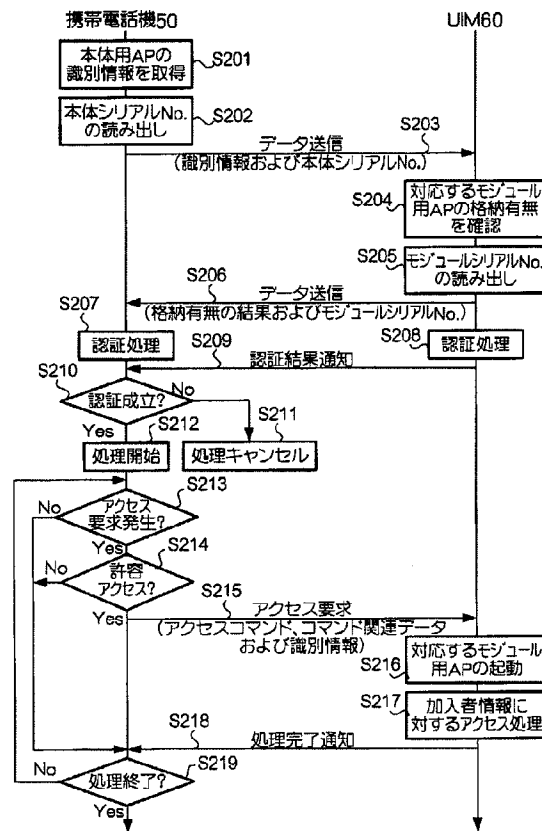 携帯電話機50
UIM60
本体用APの
識別情報を取得
S201
本体シリアルNo.
の読み出し
S202
S203
データ送信
(識別情報および本体シリアルNo.)
S204
対応するモジュール
用APの格納有無
を確認
S205
モジュールシリアルNo.
の読み出し
S206
データ送信
(格納有無の結果およびモジュールシリアルNo.)
S207
認証処理
S208
認証処理
S209
認証結果通知
S210
認証成立?
No
Yes
S211
処理キャンセル
S212
処理開始
S213
アクセス
要求発生?
No
Yes
S214
許容
アクセス?
No
Yes
S215
アクセス要求
(アクセスコマンド、コマンド関連データ
および識別情報)
S216
対応するモジュール
用APの起動
S217
加入者情報に
対するアクセス処理
S218
処理完了通知
S219
処理終了?
No
Yes